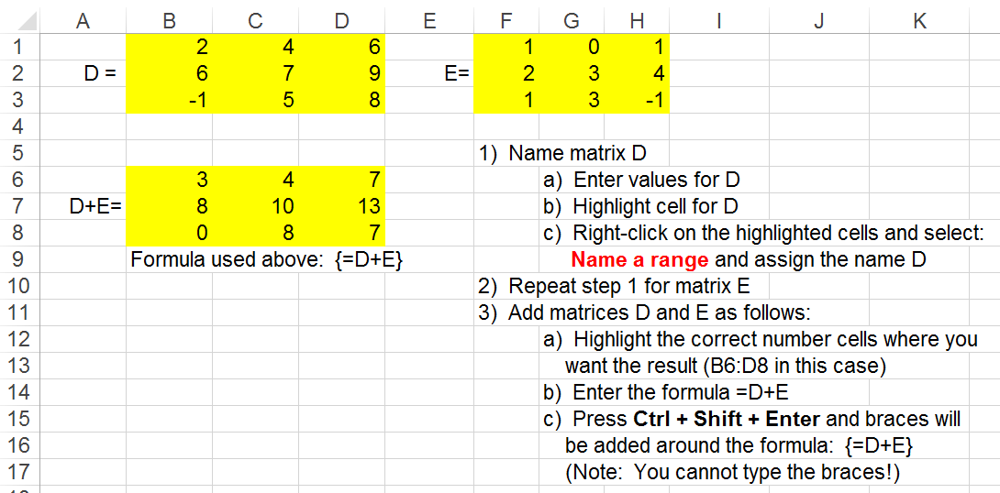 A B C D E F G H I J K
1 2 4 6 1 0 1
2 D = 6 7 9 E= 2 3 4
3 -1 5 8 1 3 -1
4
5 1) Name matrix D
6 3 4 7 a) Enter values for D
7 D+E= 8 10 13 b) Highlight cell for D
8 0 8 7 c) Right-click on the highlighted cells and select:
9 Formula used above: {=D+E} Name a range and assign the name D
10 2) Repeat step 1 for matrix E
11 3) Add matrices D and E as follows:
12 a) Highlight the correct number cells where you
13 want the result (B6:D8 in this case)
14 b) Enter the formula =D+E
15 c) Press Ctrl + Shift + Enter and braces will
16 be added around the formula: {=D+E}
17 (Note: You cannot type the braces!)